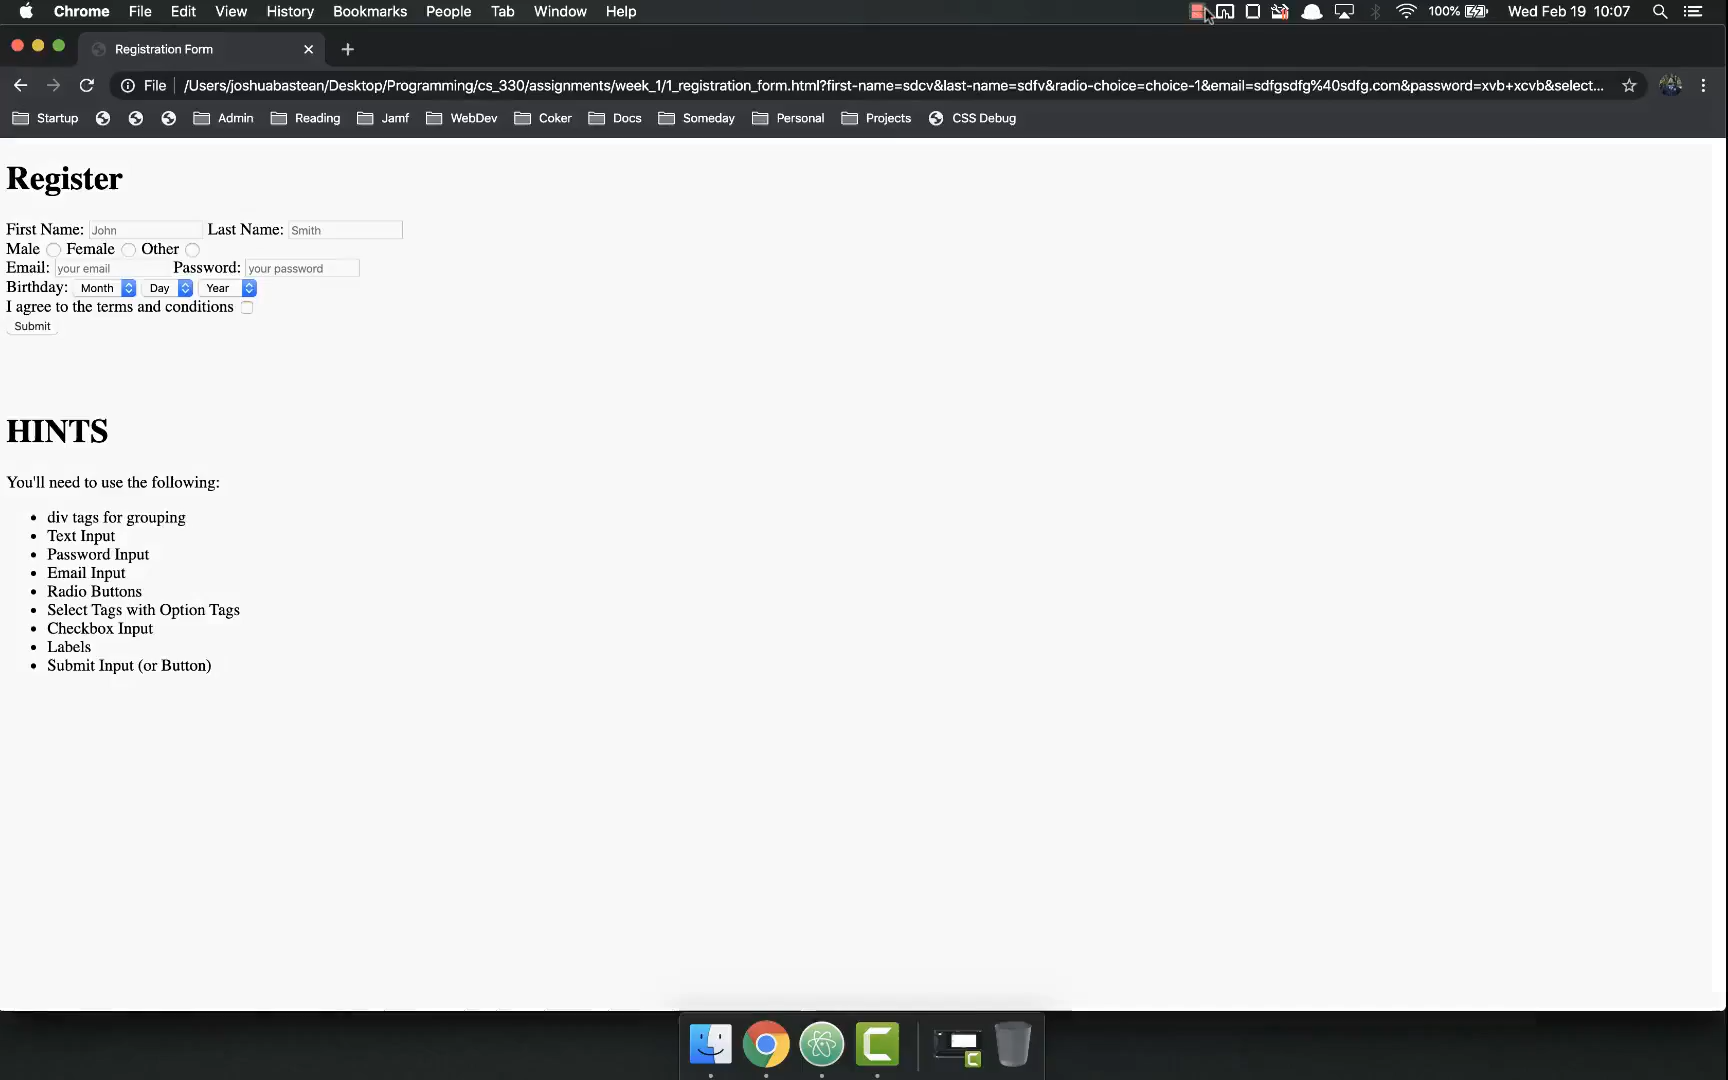 Chrome File Edit View History Bookmarks People Tab Window Help 100% Wed Feb 19 10:07
Registration Form
File /Users/joshuabastean/Desktop/Programming/cs_330/assignments/week_1/1_registration_form.html?first-name=sdcv&last-name=sdfv&radio-choice=choice-1&email=sdfgsdfg%40sdfg.com&password=xvb+xcvb&select...
Startup Admin Reading Jamf WebDev Coker Docs Someday Personal Projects CSS Debug
Register
First Name: John Last Name: Smith
Male Female Other
Email: your email Password: your password
Birthday: Month Day Year
I agree to the terms and conditions
Submit
HINTS
You'll need to use the following:
• div tags for grouping
• Text Input
• Password Input
• Email Input
• Radio Buttons
• Select Tags with Option Tags
• Checkbox Input
• Labels
• Submit Input (or Button)